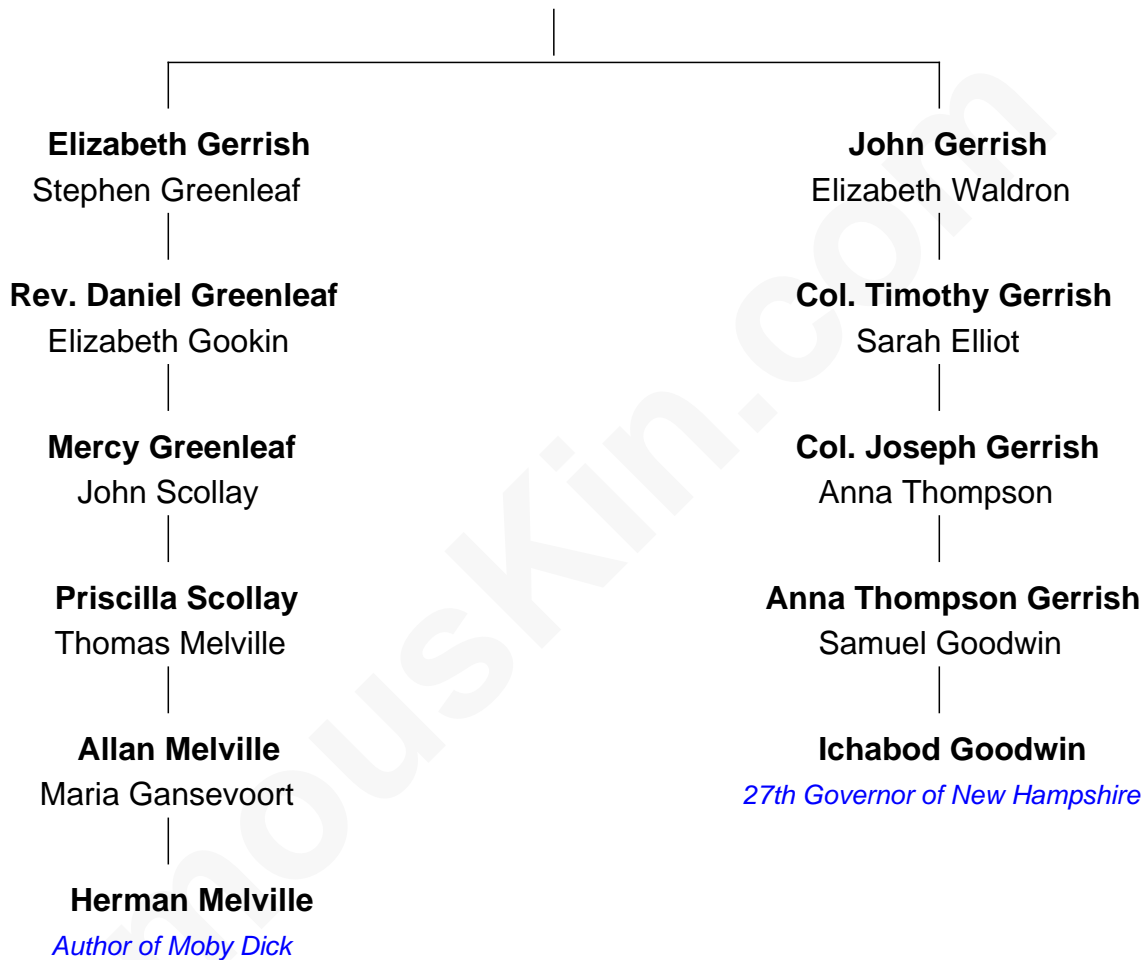 Elizabeth Gerrish
Stephen Greenleaf
Rev. Daniel Greenleaf
Elizabeth Gookin
Mercy Greenleaf
John Scollay
Priscilla Scollay
Thomas Melville
Allan Melville
Maria Gansevoort
Herman Melville
Author of Moby Dick
John Gerrish
Elizabeth Waldron
Col. Timothy Gerrish
Sarah Elliot
Col. Joseph Gerrish
Anna Thompson
Anna Thompson Gerrish
Samuel Goodwin
Ichabod Goodwin
27th Governor of New Hampshire
mousKin.com